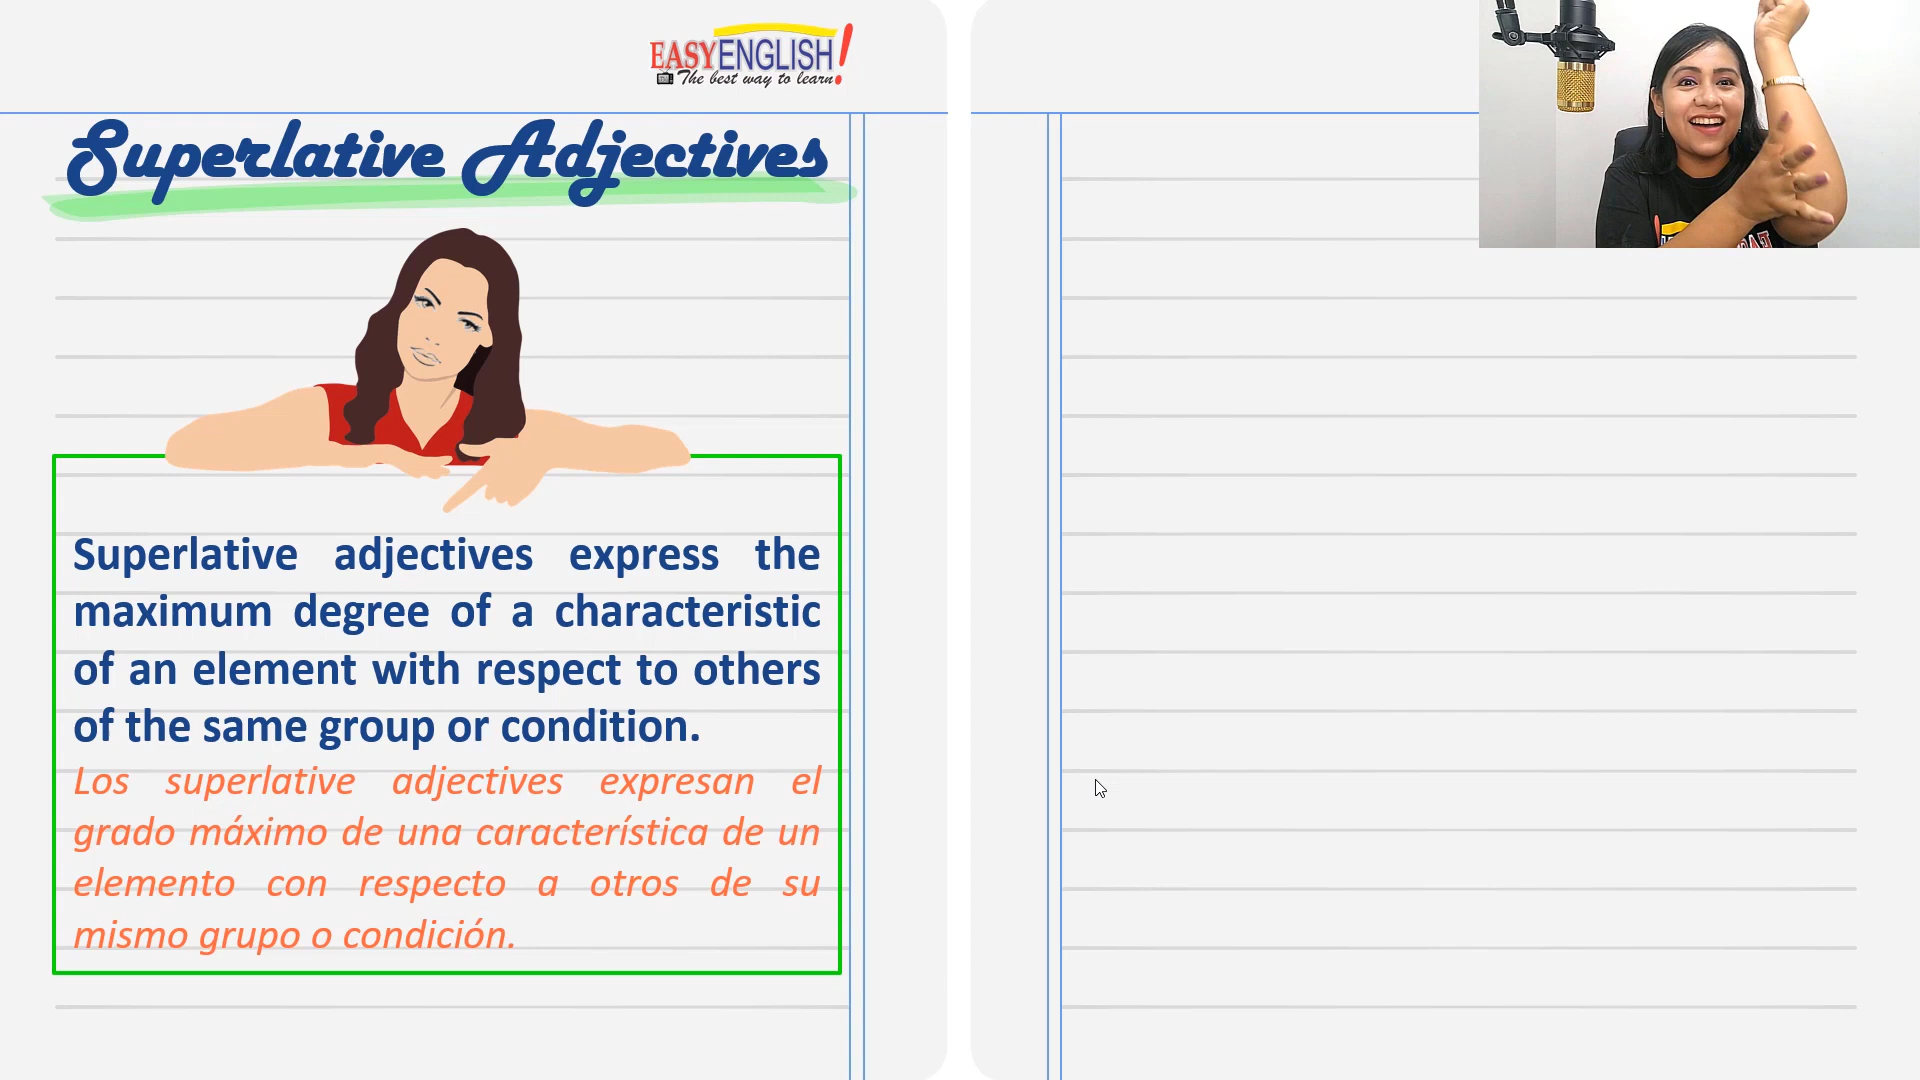 EASYENGLISH!
The best way to learn!
Superlative Adjectives
Superlative adjectives express the
maximum degree of a characteristic
of an element with respect to others
of the same group or condition.
Los superlative adjectives expresan el
grado máximo de una característica de un
elemento con respecto a otros de su
mismo grupo o condición.